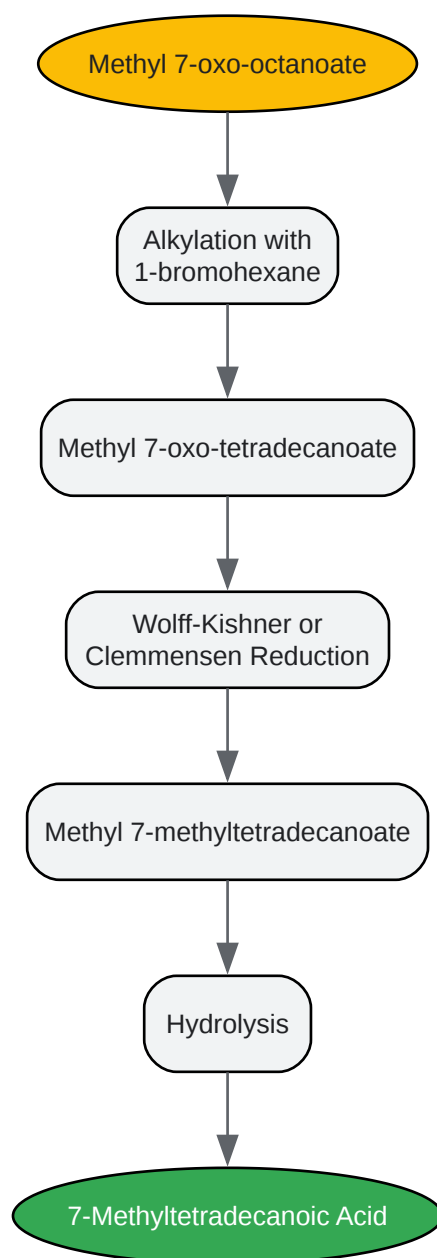 Methyl 7-oxo-octanoate
Alkylation with
1-bromohexane
Methyl 7-oxo-tetradecanoate
Wolff-Kishner or
Clemmensen Reduction
Methyl 7-methyltetradecanoate
Hydrolysis
7-Methyltetradecanoic Acid